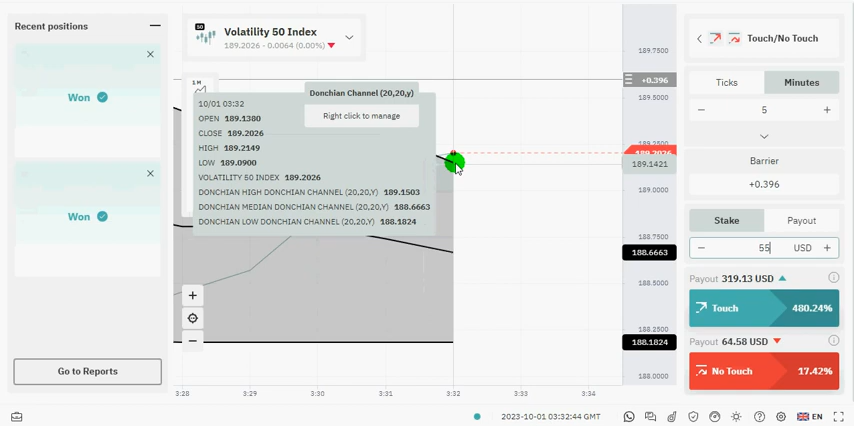 Recent positions
Won
Won
Go to Reports
50
Volatility 50 Index
189.2026 - 0.0064 (0.00%)
1 M
Donchian Channel (20,20,y)
Right click to manage
10/01 03:32
OPEN 189.1380
CLOSE 189.2026
HIGH 189.2149
LOW 189.0900
VOLATILITY 50 INDEX 189.2026
DONCHIAN HIGH DONCHIAN CHANNEL (20,20,Y) 189.1503
DONCHIAN MEDIAN DONCHIAN CHANNEL (20,20,Y) 188.6663
DONCHIAN LOW DONCHIAN CHANNEL (20,20,Y) 188.1824
189.7500
+0.396
189.5000
189.2026
189.1421
189.0000
188.7500
188.6663
188.5000
188.2500
188.1824
188.0000
3:28
3:29
3:30
3:31
3:32
3:33
3:34
Touch/No Touch
Ticks
Minutes
− 5 +
Barrier
+0.396
Stake
Payout
− 55 USD +
Payout 319.13 USD
Touch 480.24%
Payout 64.58 USD
No Touch 17.42%
2023-10-01 03:32:44 GMT
EN